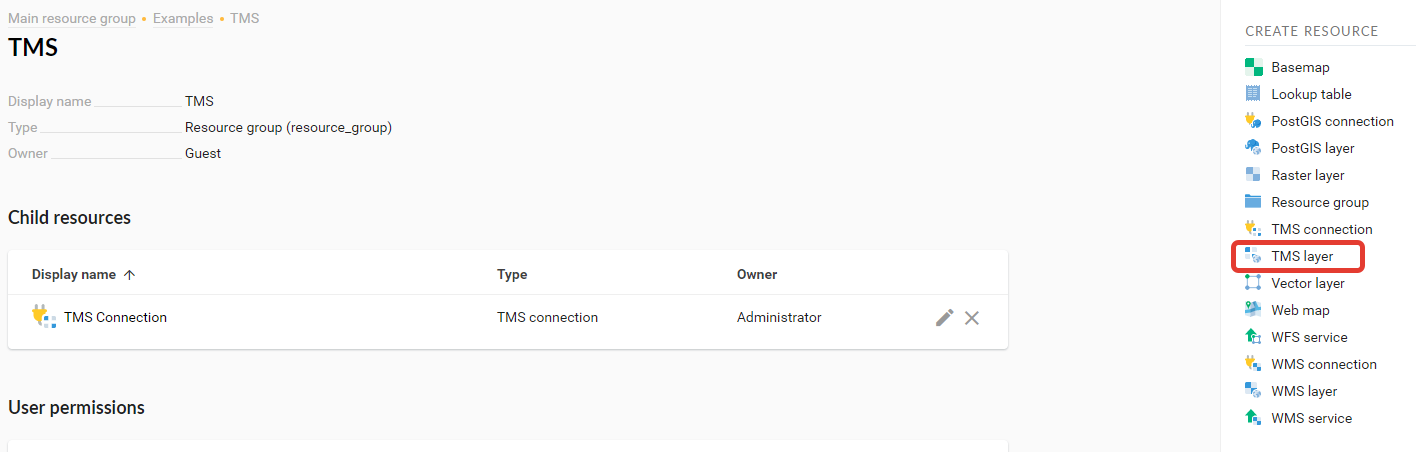 Main resource group • Examples • TMS
TMS
Display name TMS
Type Resource group (resource_group)
Owner Guest
Child resources
Display name ↑ Type Owner
TMS Connection TMS connection Administrator
User permissions
CREATE RESOURCE
Basemap
Lookup table
PostGIS connection
PostGIS layer
Raster layer
Resource group
TMS connection
TMS layer
Vector layer
Web map
WFS service
WMS connection
WMS layer
WMS service